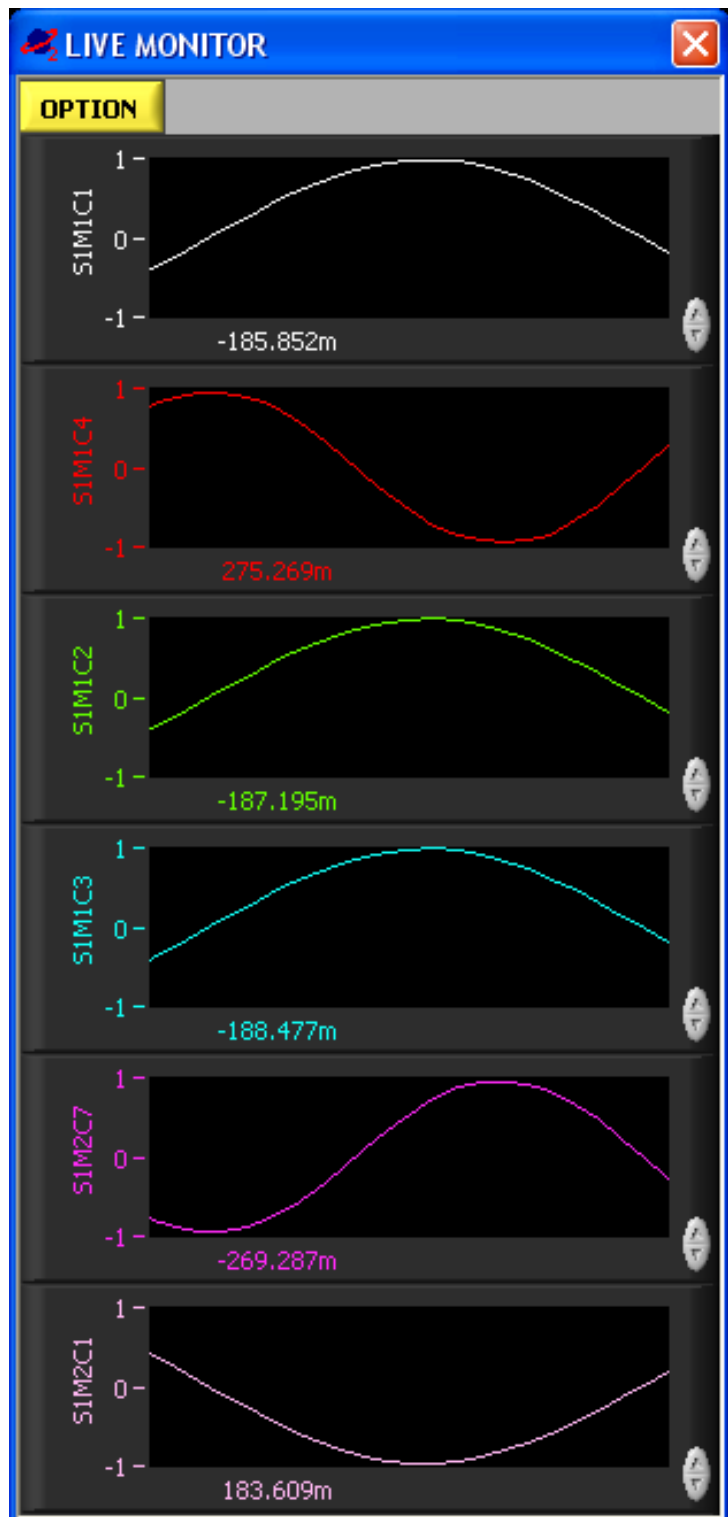 LIVE MONITOR
OPTION
S1M1C1
1
0
-1
-185.852m
S1M1C4
1
0
-1
275.269m
S1M1C2
1
0
-1
-187.195m
S1M1C3
1
0
-1
-188.477m
S1M2C7
1
0
-1
-269.287m
S1M2C1
1
0
-1
183.609m